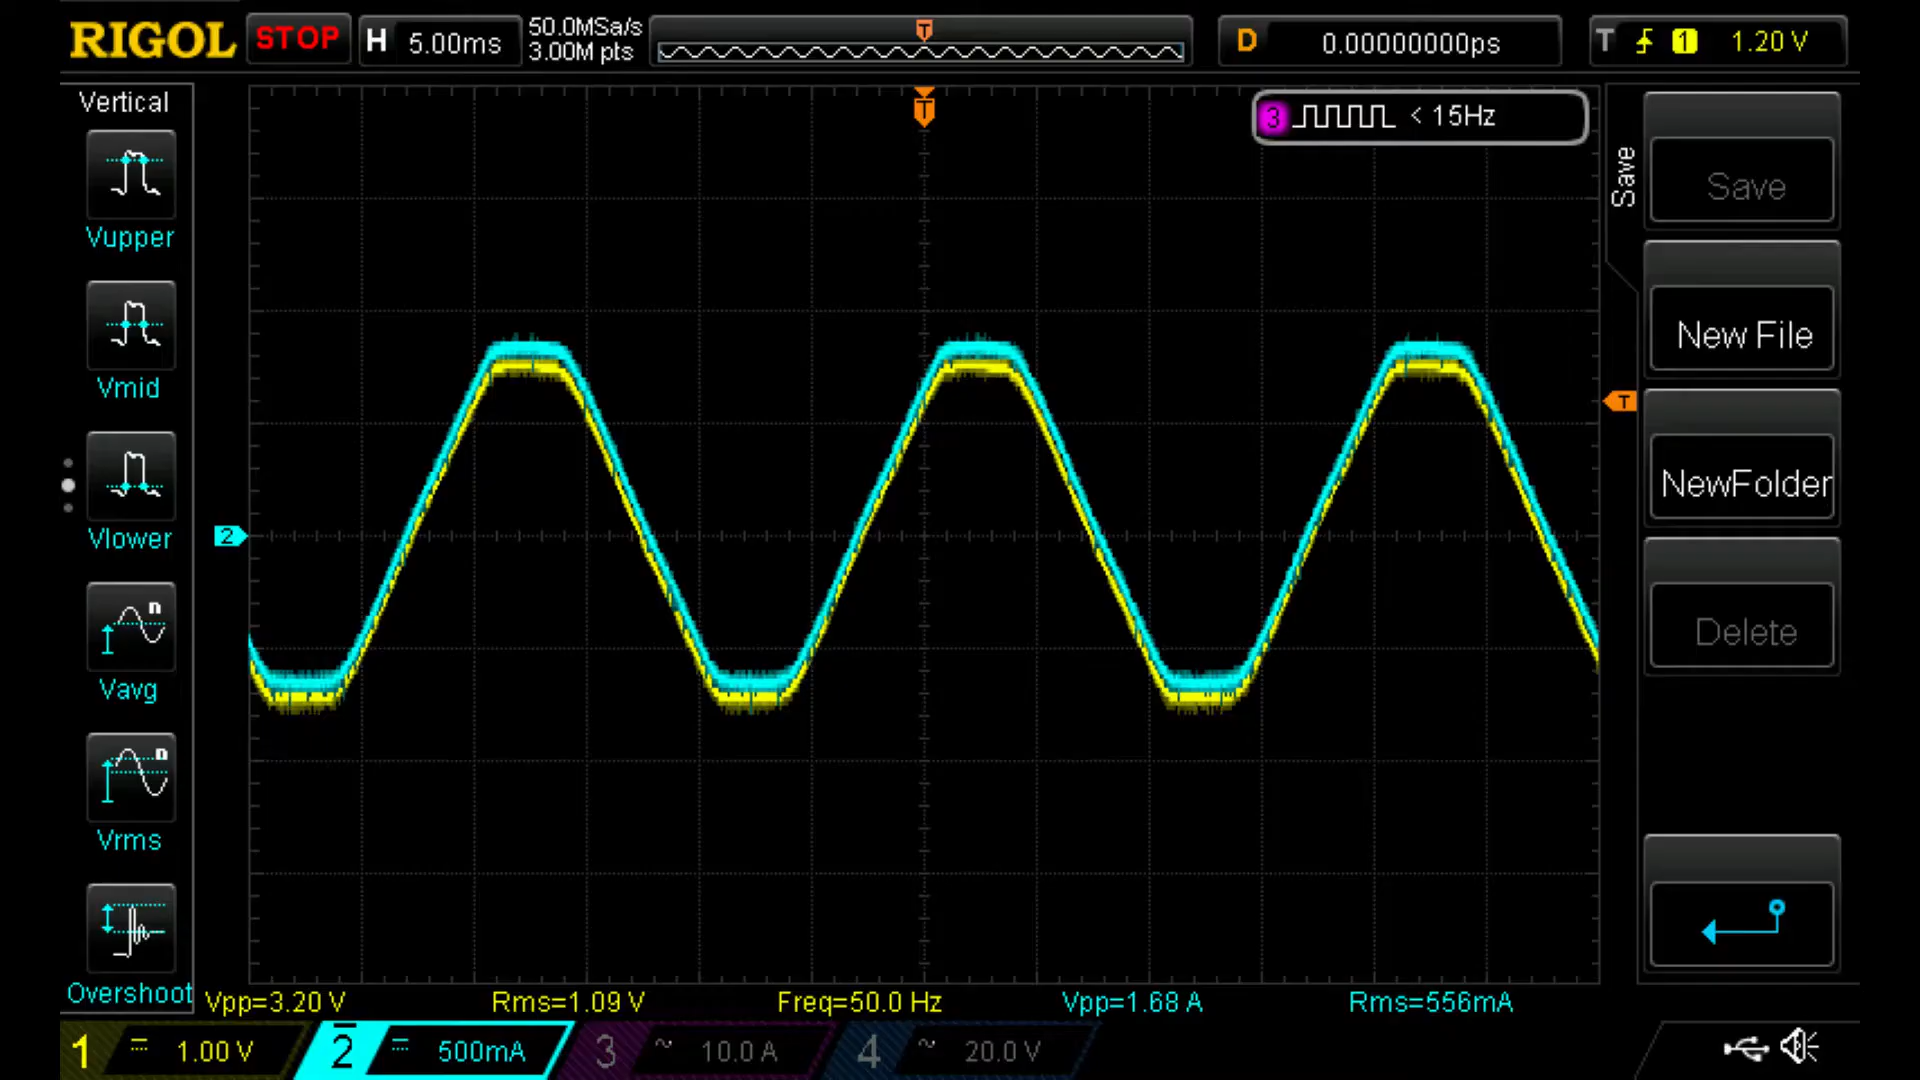 RIGOL STOP H 5.00ms 50.0MSa/s 3.00M pts T D 0.00000000ps T 1 1.20 V
Vertical
T
3 < 15Hz
Save
Save
Vupper
New File
Vmid
T
NewFolder
2
Vlower
Delete
n
Vavg
n
Vrms
Overshoot
Vpp=3.20 V Rms=1.09 V Freq=50.0 Hz Vpp=1.68 A Rms=556mA
1 1.00 V 2 500mA 3 10.0 A 4 20.0 V